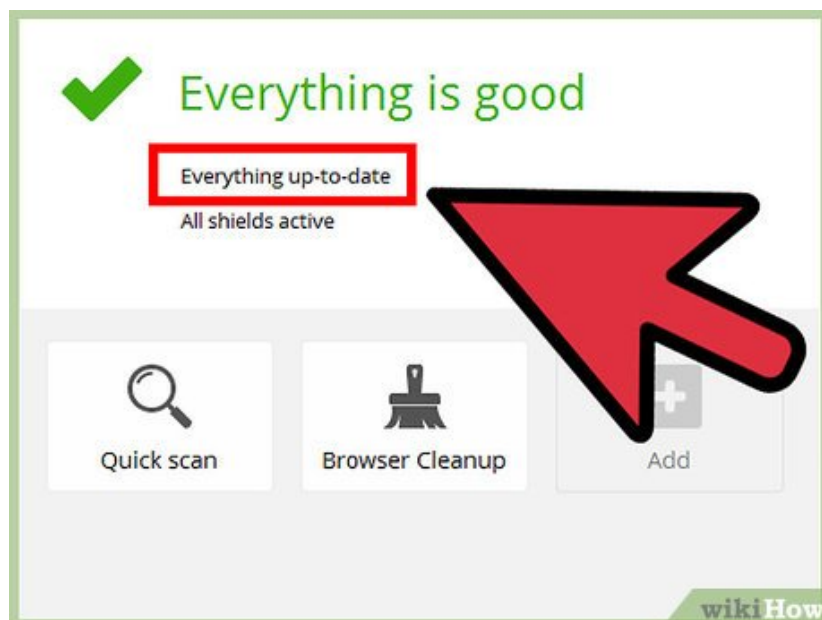 Everything is good
Everything up-to-date
All shields active
Quick scan
Browser Cleanup
Add
wikiHow